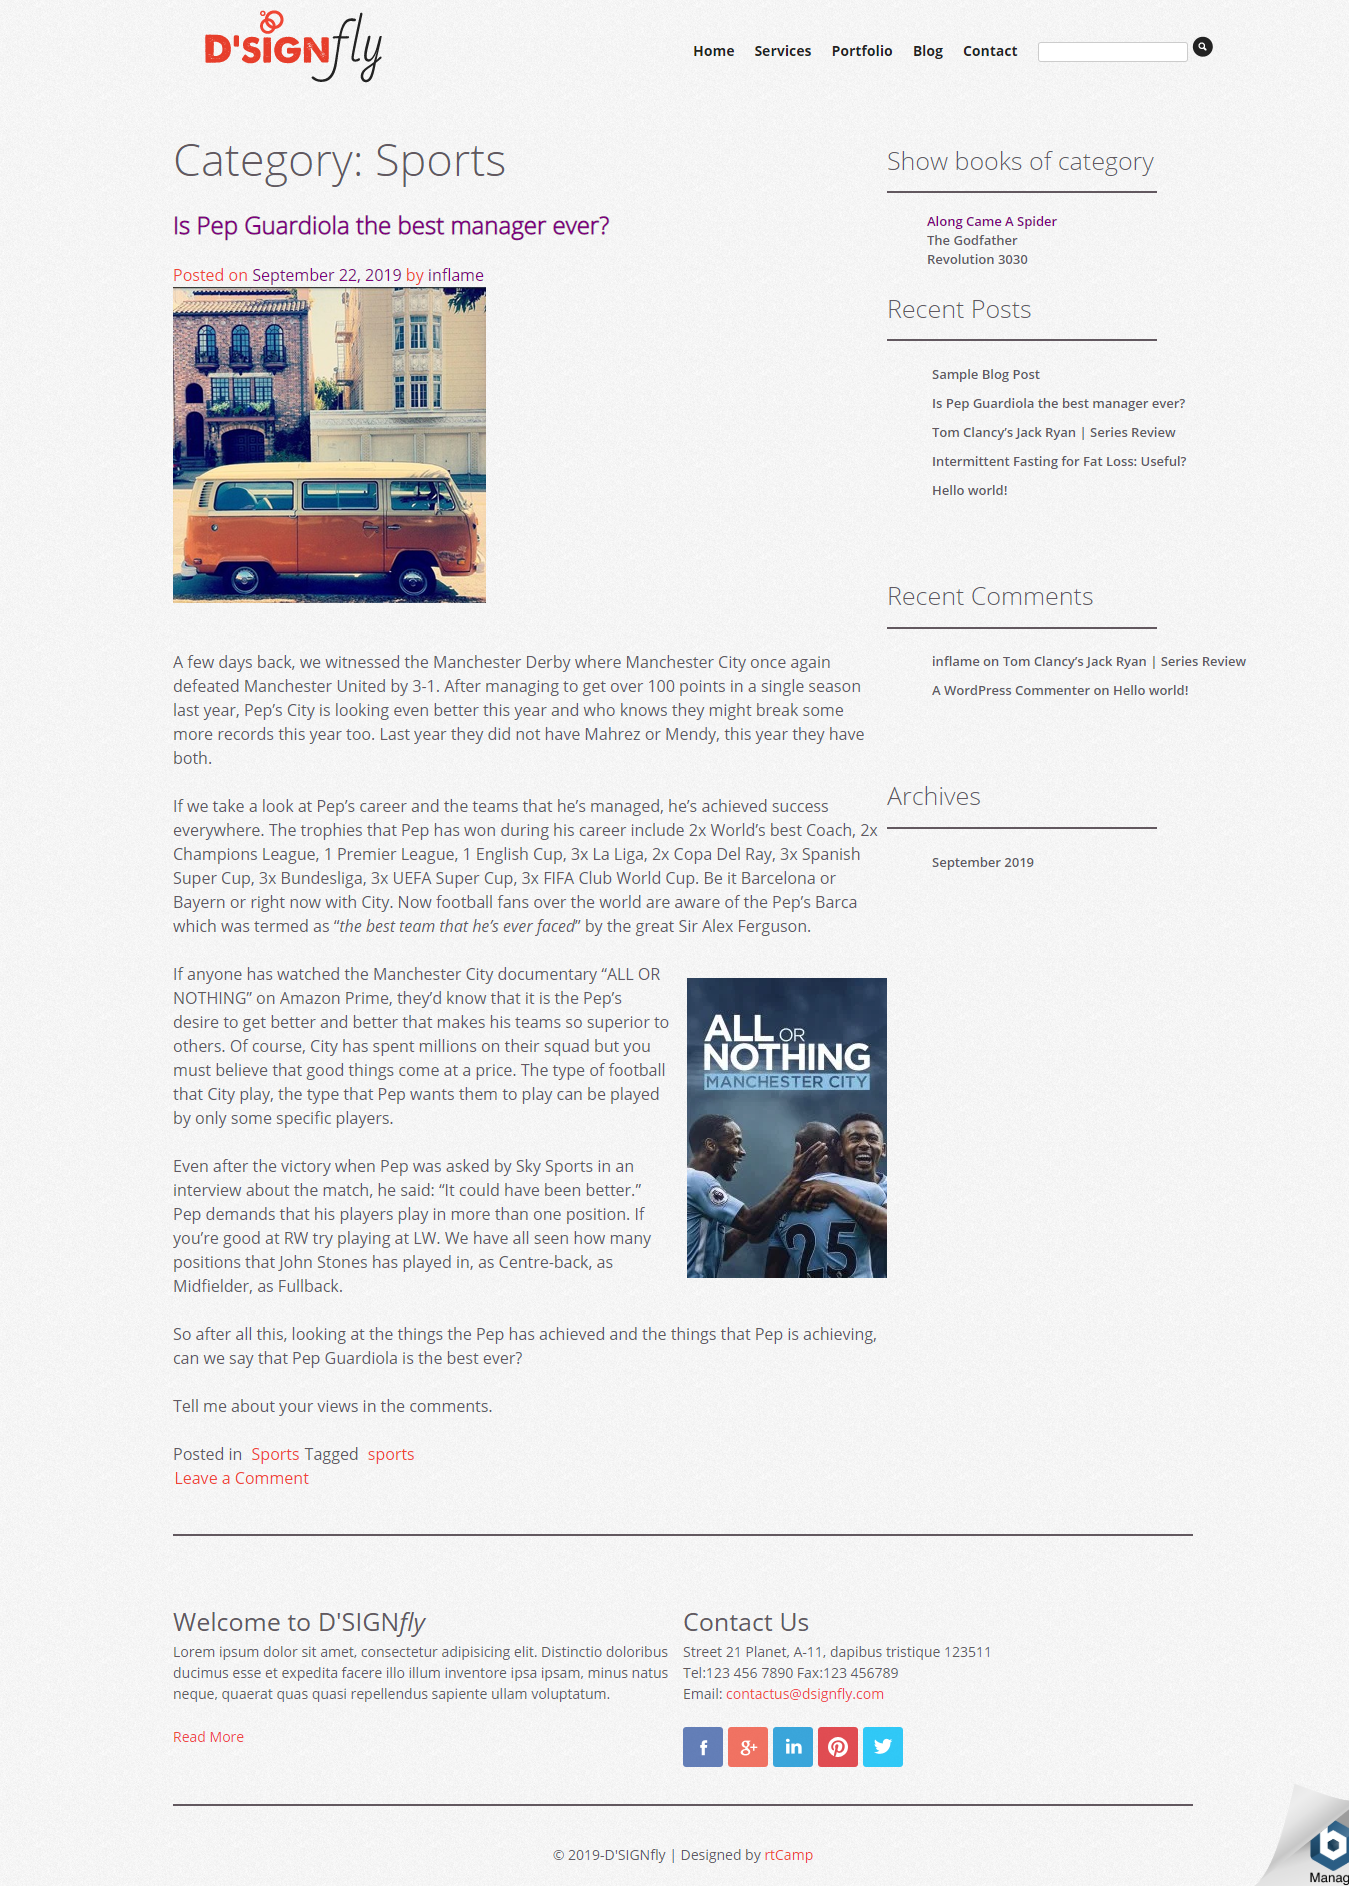 D'SIGNfly
Home Services Portfolio Blog Contact
Category: Sports
Is Pep Guardiola the best manager ever?
Posted on September 22, 2019 by inflame
A few days back, we witnessed the Manchester Derby where Manchester City once again
defeated Manchester United by 3-1. After managing to get over 100 points in a single season
last year, Pep’s City is looking even better this year and who knows they might break some
more records this year too. Last year they did not have Mahrez or Mendy, this year they have
both.
If we take a look at Pep’s career and the teams that he’s managed, he’s achieved success
everywhere. The trophies that Pep has won during his career include 2x World’s best Coach, 2x
Champions League, 1 Premier League, 1 English Cup, 3x La Liga, 2x Copa Del Ray, 3x Spanish
Super Cup, 3x Bundesliga, 3x UEFA Super Cup, 3x FIFA Club World Cup. Be it Barcelona or
Bayern or right now with City. Now football fans over the world are aware of the Pep’s Barca
which was termed as “the best team that he’s ever faced” by the great Sir Alex Ferguson.
If anyone has watched the Manchester City documentary “ALL OR
NOTHING” on Amazon Prime, they’d know that it is the Pep’s
desire to get better and better that makes his teams so superior to
others. Of course, City has spent millions on their squad but you
must believe that good things come at a price. The type of football
that City play, the type that Pep wants them to play can be played
by only some specific players.
ALL OR
NOTHING
MANCHESTER CITY
25
Even after the victory when Pep was asked by Sky Sports in an
interview about the match, he said: “It could have been better.”
Pep demands that his players play in more than one position. If
you’re good at RW try playing at LW. We have all seen how many
positions that John Stones has played in, as Centre-back, as
Midfielder, as Fullback.
So after all this, looking at the things the Pep has achieved and the things that Pep is achieving,
can we say that Pep Guardiola is the best ever?
Tell me about your views in the comments.
Posted in Sports Tagged sports
Leave a Comment
Show books of category
Along Came A Spider
The Godfather
Revolution 3030
Recent Posts
Sample Blog Post
Is Pep Guardiola the best manager ever?
Tom Clancy’s Jack Ryan | Series Review
Intermittent Fasting for Fat Loss: Useful?
Hello world!
Recent Comments
inflame on Tom Clancy’s Jack Ryan | Series Review
A WordPress Commenter on Hello world!
Archives
September 2019
Welcome to D'SIGNfly
Lorem ipsum dolor sit amet, consectetur adipisicing elit. Distinctio doloribus
ducimus esse et expedita facere illo illum inventore ipsa ipsam, minus natus
neque, quaerat quas quasi repellendus sapiente ullam voluptatum.
Read More
Contact Us
Street 21 Planet, A-11, dapibus tristique 123511
Tel:123 456 7890 Fax:123 456789
Email: contactus@dsignfly.com
f g+ in
© 2019-D'SIGNfly | Designed by rtCamp
b
Manag